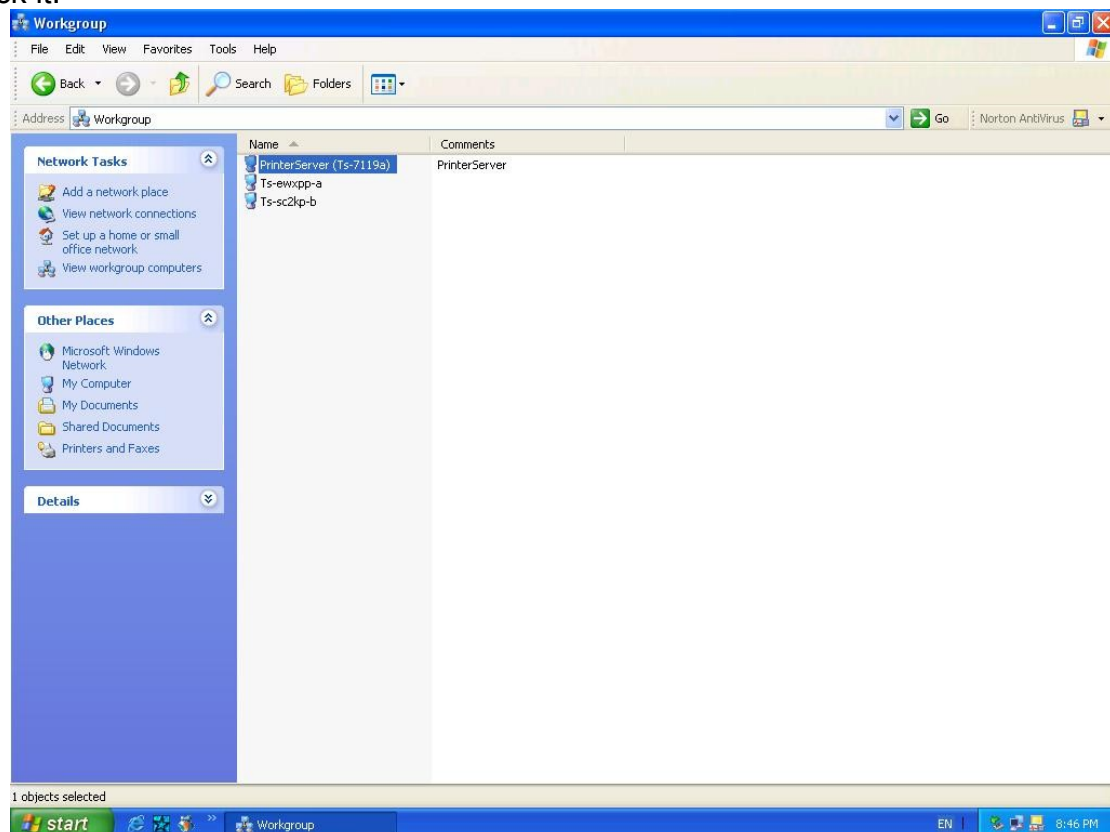 Workgroup
File Edit View Favorites Tools Help
Back Search Folders
Address Workgroup Go Norton AntiVirus
Name Comments
Network Tasks
Add a network place
View network connections
Set up a home or small
office network
View workgroup computers
Other Places
Microsoft Windows
Network
My Computer
My Documents
Shared Documents
Printers and Faxes
Details
PrinterServer (Ts-7119a) PrinterServer
Ts-ewxpp-a
Ts-sc2kp-b
1 objects selected
start Workgroup EN 8:46 PM